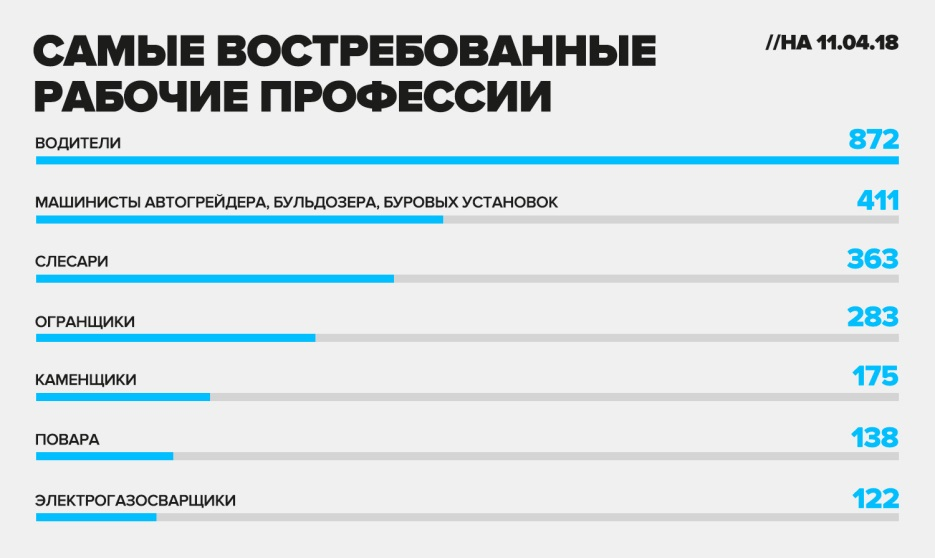 САМЫЕ ВОСТРЕБОВАННЫЕ
РАБОЧИЕ ПРОФЕССИИ
//НА 11.04.18
ВОДИТЕЛИ 872
МАШИНИСТЫ АВТОГРЕЙДЕРА, БУЛЬДОЗЕРА, БУРОВЫХ УСТАНОВОК 411
СЛЕСАРИ 363
ОГРАНЩИКИ 283
КАМЕНЩИКИ 175
ПОВАРА 138
ЭЛЕКТРОГАЗОСВАРЩИКИ 122